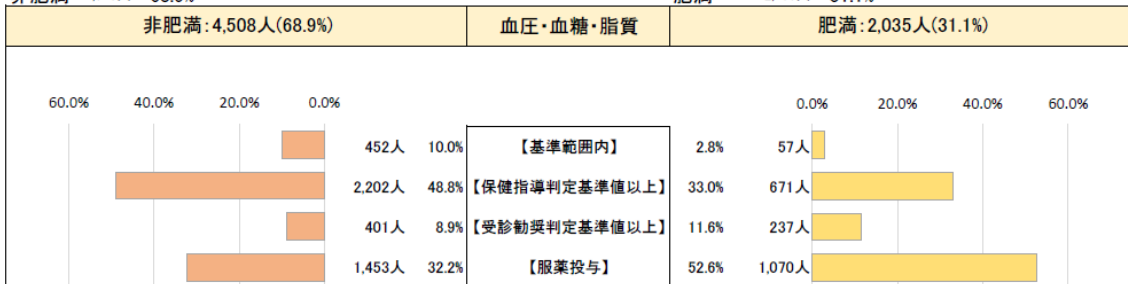 非肥満:4,508人(68.9%) 血圧・血糖・脂質 肥満:2,035人(31.1%)
60.0% 40.0% 20.0% 0.0% 0.0% 20.0% 40.0% 60.0%
452人 10.0% 【基準範囲内】 2.8% 57人
2,202人 48.8% 【保健指導判定基準値以上】 33.0% 671人
401人 8.9% 【受診勧奨判定基準値以上】 11.6% 237人
1,453人 32.2% 【服薬投与】 52.6% 1,070人